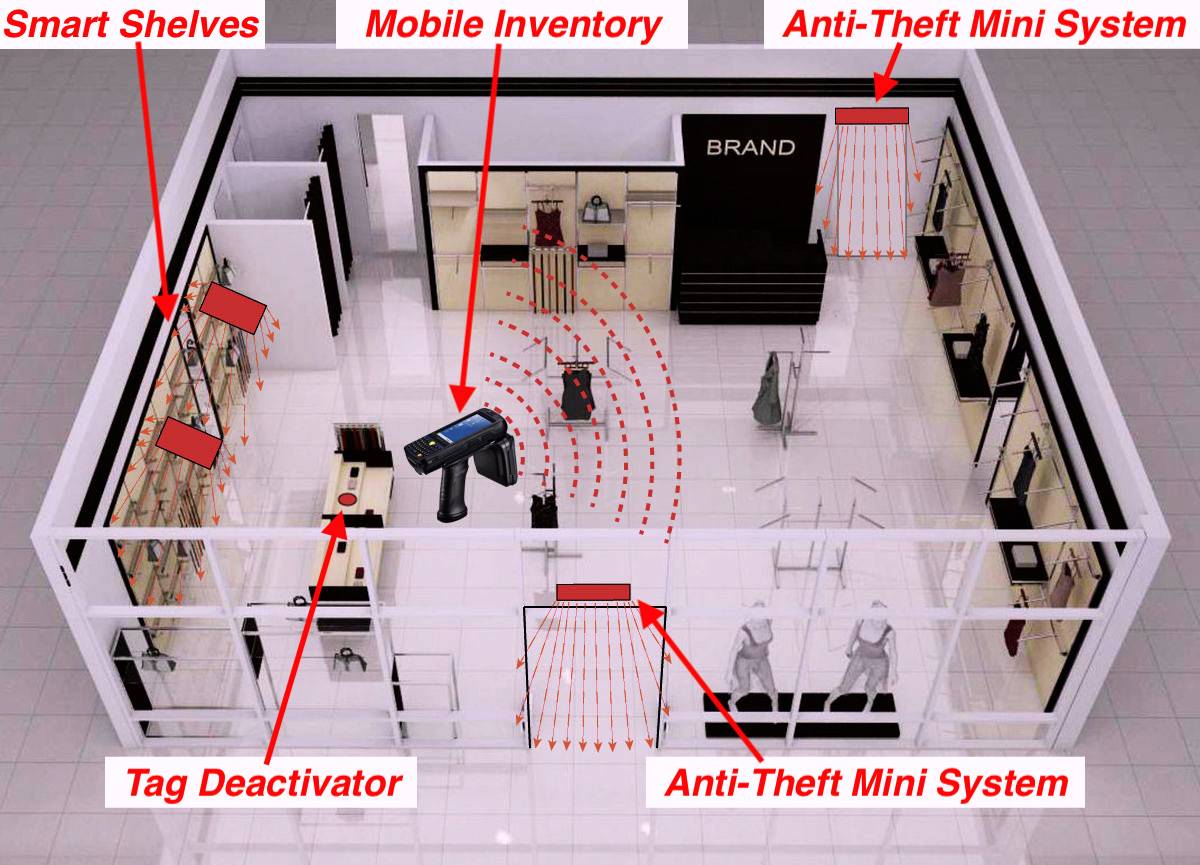 Smart Shelves
Mobile Inventory
Anti-Theft Mini System
BRAND
Tag Deactivator
Anti-Theft Mini System